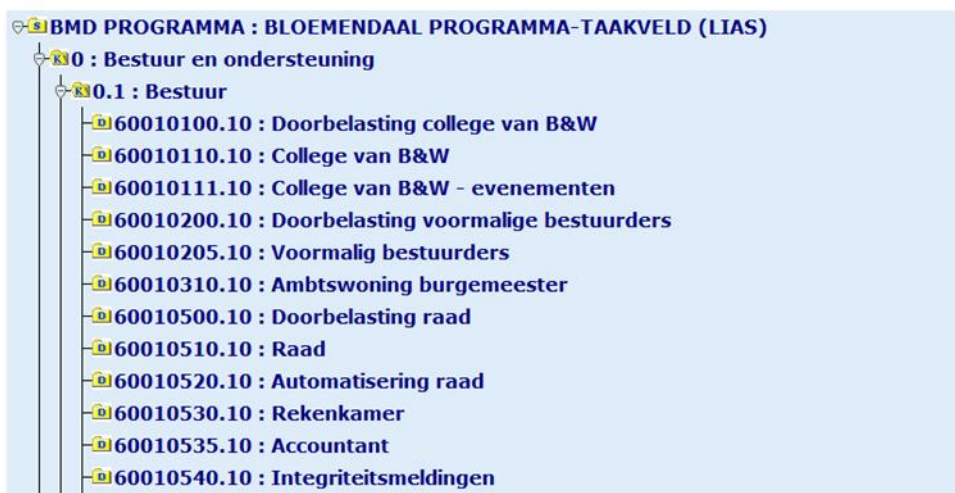 BMD PROGRAMMA : BLOEMENDAAL PROGRAMMA-TAAKVELD (LIAS)
0 : Bestuur en ondersteuning
0.1 : Bestuur
60010100.10 : Doorbelasting college van B&W
60010110.10 : College van B&W
60010111.10 : College van B&W - evenementen
60010200.10 : Doorbelasting voormalige bestuurders
60010205.10 : Voormalig bestuurders
60010310.10 : Ambtswoning burgemeester
60010500.10 : Doorbelasting raad
60010510.10 : Raad
60010520.10 : Automatisering raad
60010530.10 : Rekenkamer
60010535.10 : Accountant
60010540.10 : Integriteitsmeldingen